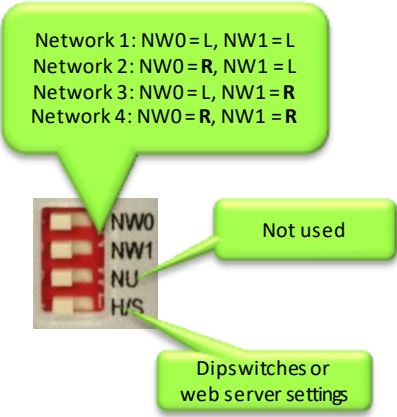 Network 1: NW0 = L, NW1 = L
Network 2: NW0 = R, NW1 = L
Network 3: NW0 = L, NW1 = R
Network 4: NW0 = R, NW1 = R
NW0
NW1
NU
H/S
Not used
Dipswitches or
web server settings